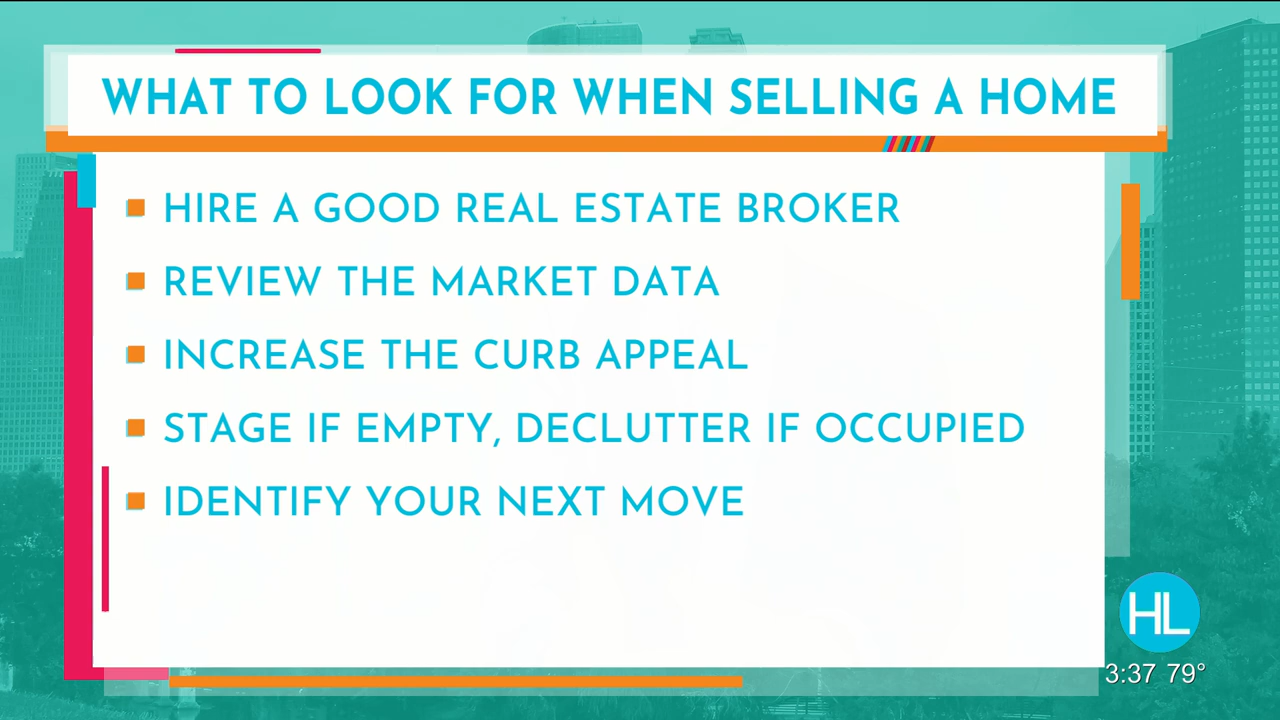 WHAT TO LOOK FOR WHEN SELLING A HOME
HIRE A GOOD REAL ESTATE BROKER
REVIEW THE MARKET DATA
INCREASE THE CURB APPEAL
STAGE IF EMPTY, DECLUTTER IF OCCUPIED
IDENTIFY YOUR NEXT MOVE
HL
3:37 79°